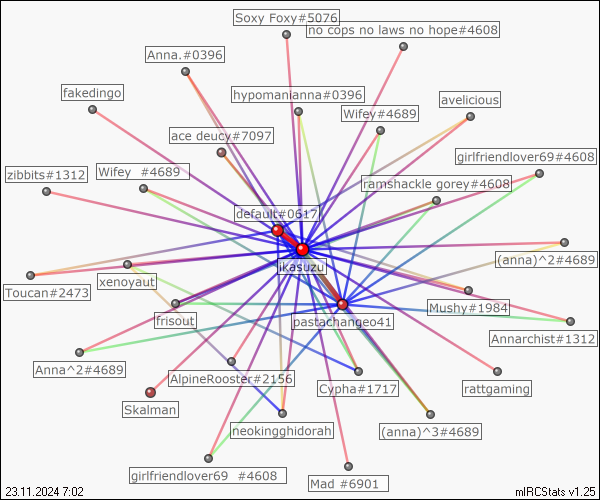 Soxy Foxy#5076
no cops no laws no hope#4608
Anna.#0396
fakedingo
hypomanianna#0396
avelicious
Wifey#4689
ace deucy#7097
girlfriendlover69#4608
zibbits#1312
Wifey  #4689
ramshackle gorey#4608
default#0617
(anna)^2#4689
ikasuzu
xenoyaut
Toucan#2473
Mushy#1984
frisout
pastachangeo41
Annarchist#1312
Anna^2#4689
AlpineRooster#2156
Cypha#1717
rattgaming
Skalman
neokingghidorah
(anna)^3#4689
girlfriendlover69  #4608
Mad #6901
23.11.2024 7:02
mIRCStats v1.25